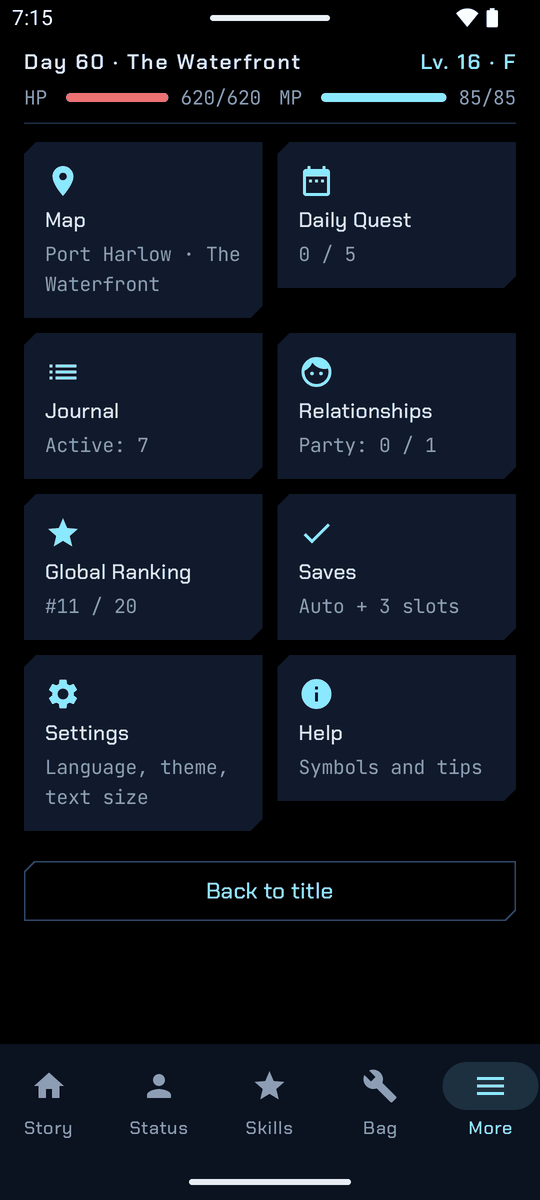 7:15
Day 60 · The Waterfront
Lv. 16 · F
HP 620/620 MP 85/85
Map
Port Harlow · The
Waterfront
Daily Quest
0 / 5
Journal
Active: 7
Relationships
Party: 0 / 1
Global Ranking
#11 / 20
Saves
Auto + 3 slots
Settings
Language, theme,
text size
Help
Symbols and tips
Back to title
Story
Status
Skills
Bag
More